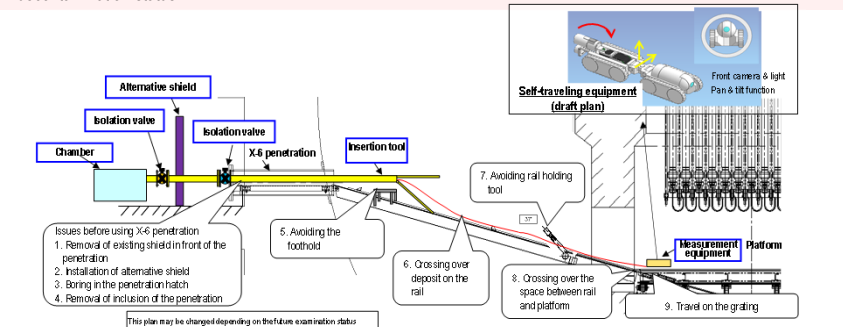 Front camera & light
Pan & tilt function
Self-traveling equipment
(draft plan)
Alternative shield
Isolation valve
Isolation valve
Chamber
X-6 penetration
Insertion tool
7. Avoiding rail holding
tool
37°
Issues before using X-6 penetration
1. Removal of existing shield in front of the
penetration
2. Installation of alternative shield
3. Boring in the penetration hatch
4. Removal of inclusion of the penetration
5. Avoiding the
foothold
6. Crossing over
deposit on the
rail
Measurement
equipment
Platform
8. Crossing over the
space between rail
and platform
9. Travel on the grating
This plan may be changed depending on the future examination status